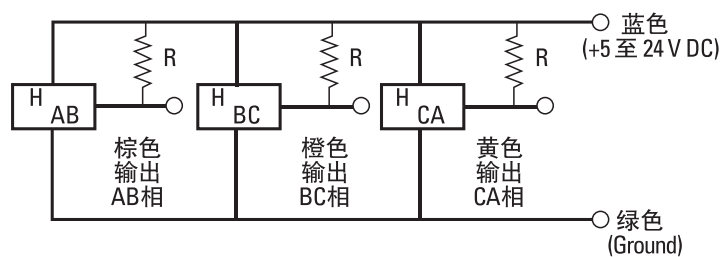 蓝色
(+5 至 24 V DC)
R
R
R
H
AB
H
BC
H
CA
棕色
输出
AB相
橙色
输出
BC相
黄色
输出
CA相
绿色
(Ground)